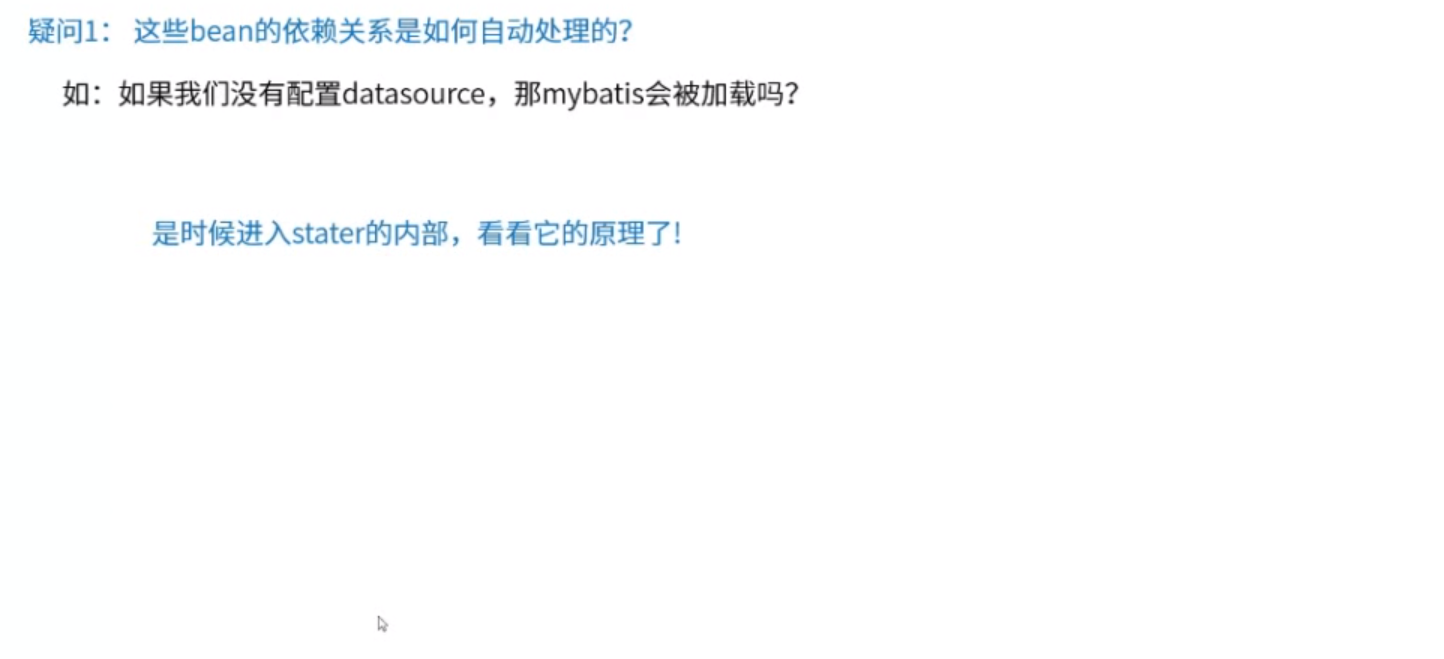 疑问1： 这些bean的依赖关系是如何自动处理的？
如：如果我们没有配置datasource，那mybatis会被加载吗？
是时候进入stater的内部，看看它的原理了！